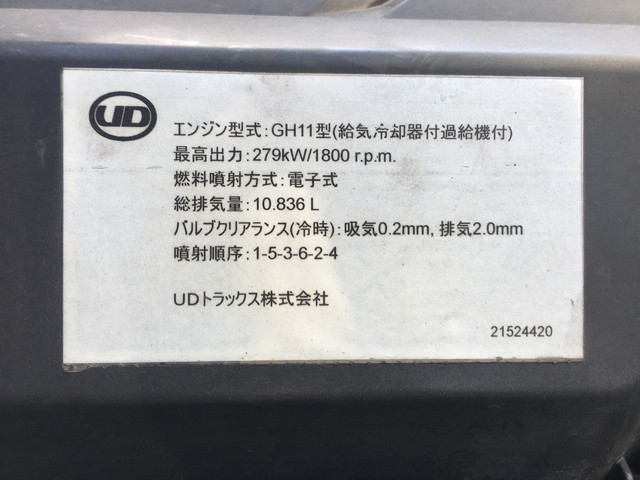 UD
エンジン型式:GH11型(給気冷却器付過給機付)
最高出力:279kW/1800 r.p.m.
燃料噴射方式:電子式
総排気量:10.836 L
バルブクリアランス(冷時):吸気0.2mm, 排気2.0mm
噴射順序:1-5-3-6-2-4
UDトラックス株式会社
21524420